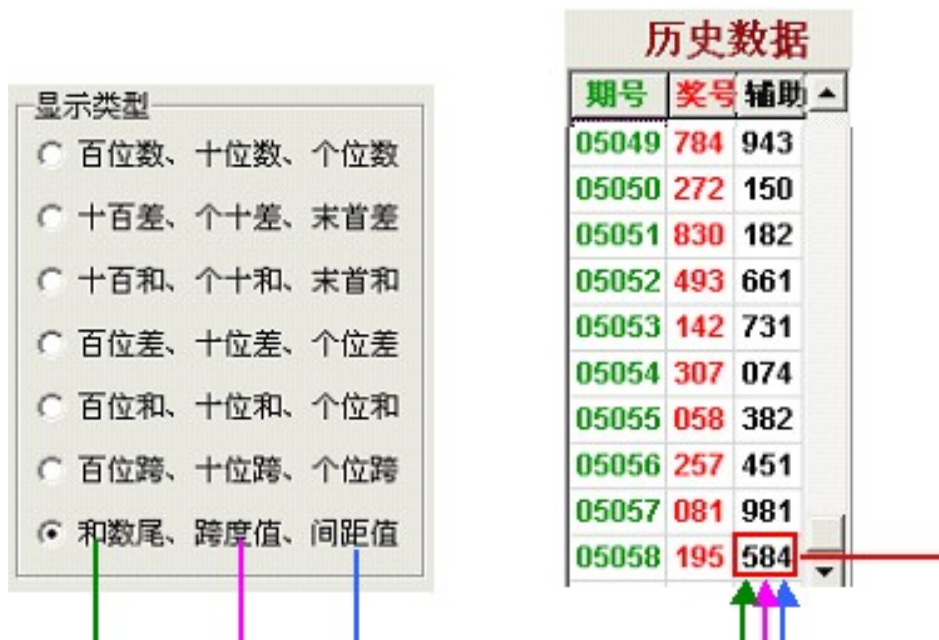 显示类型
百位数、十位数、个位数
十百差、个十差、末首差
十百和、个十和、末首和
百位差、十位差、个位差
百位和、十位和、个位和
百位跨、十位跨、个位跨
和数尾、跨度值、间距值
历史数据
期号 奖号 辅助
05049 784 943
05050 272 150
05051 830 182
05052 493 661
05053 142 731
05054 307 074
05055 058 382
05056 257 451
05057 081 981
05058 195 584